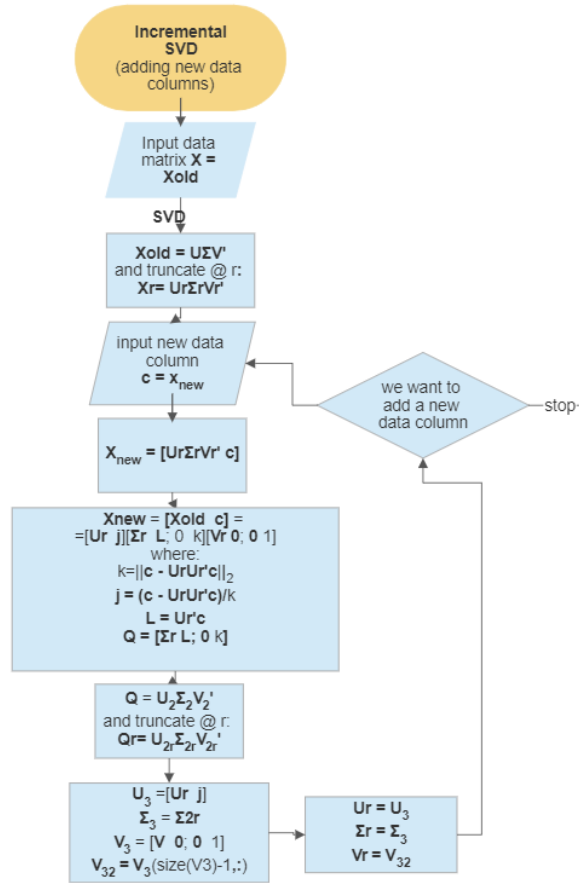 Incremental
SVD
(adding new data
columns)
Input data
matrix X =
Xold
SVD
Xold = UΣV'
and truncate @ r:
Xr= UrΣrVr'
input new data
column
c = x_new
we want to
add a new
data column
stop
X_new = [UrΣrVr' c]
Xnew = [Xold c] =
=[Ur j][Σr L; 0 k][Vr 0; 0 1]
where:
k=||c - UrUr'c||₂
j = (c - UrUr'c)/k
L = Ur'c
Q = [Σr L; 0 k]
Q = U₂Σ₂V₂'
and truncate @ r:
Qr= U₂rΣ₂rV₂r'
U₃ =[Ur j]
Σ₃ = Σ2r
V₃ = [V 0; 0 1]
V₃₂ = V₃(size(V3)-1,:)
Ur = U₃
Σr = Σ₃
Vr = V₃₂